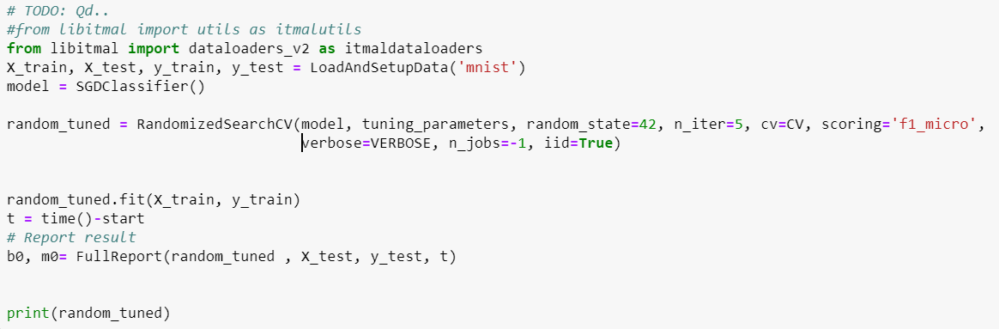 # TODO: Qd..
#from libitmal import utils as itmalutils
from libitmal import dataloaders_v2 as itmaldataloaders
X_train, X_test, y_train, y_test = LoadAndSetupData('mnist')
model = SGDClassifier()
random_tuned = RandomizedSearchCV(model, tuning_parameters, random_state=42, n_iter=5, cv=CV, scoring='f1_micro',
verbose=VERBOSE, n_jobs=-1, iid=True)
random_tuned.fit(X_train, y_train)
t = time()-start
# Report result
b0, m0= FullReport(random_tuned , X_test, y_test, t)
print(random_tuned)